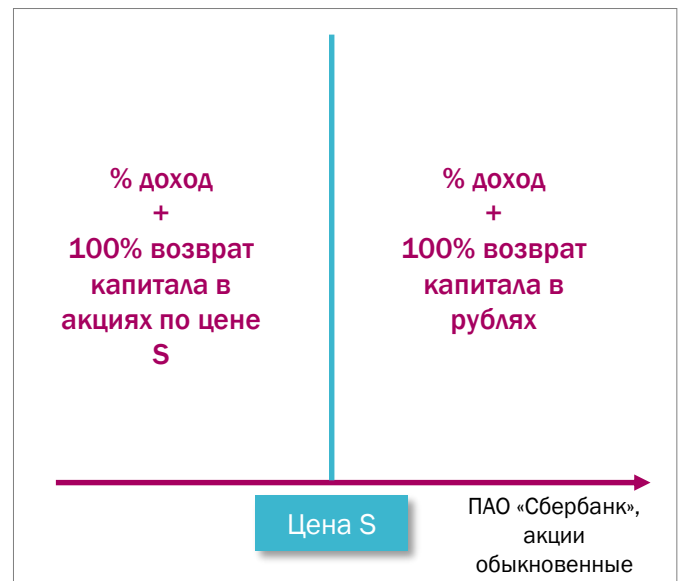 % доход
+
100% возврат
капитала в
акциях по цене
S
% доход
+
100% возврат
капитала в
рублях
Цена S
ПАО «Сбербанк»,
акции
обыкновенные